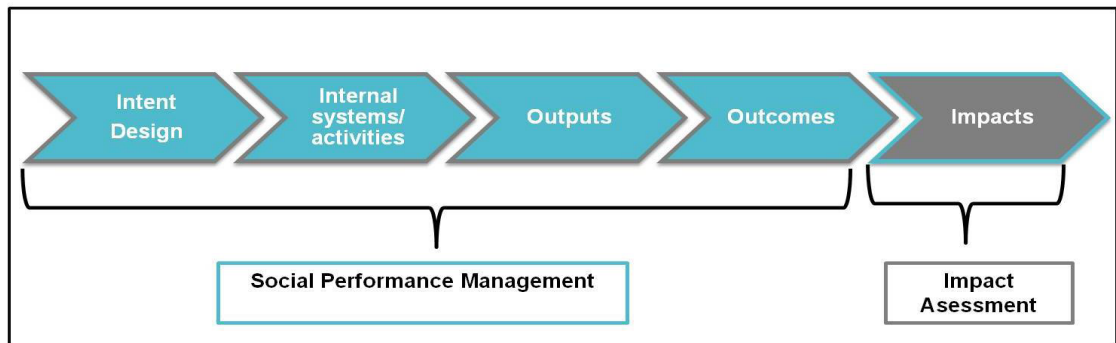 Intent
Design
Internal
systems/
activities
Outputs
Outcomes
Impacts
Social Performance Management
Impact
Asessment